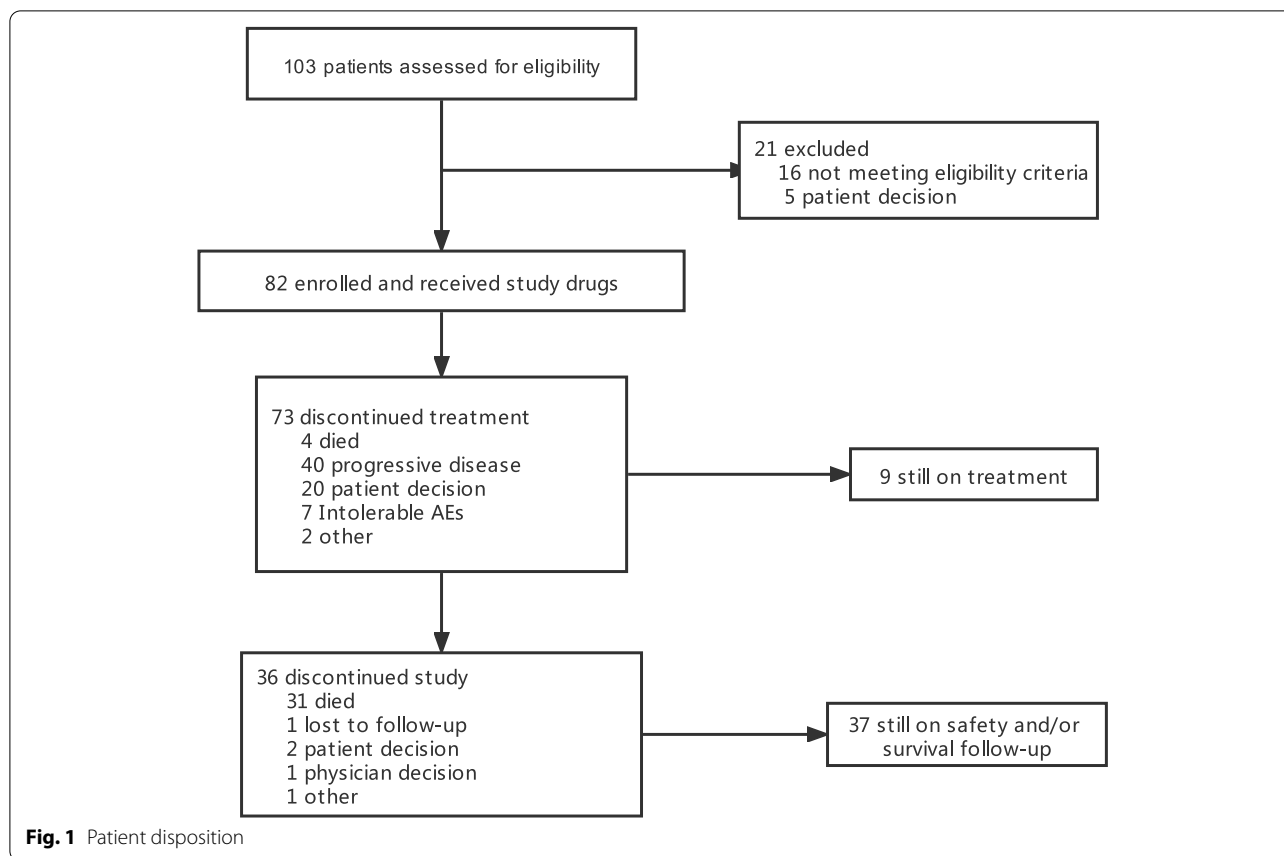 103 patients assessed for eligibility
21 excluded
16 not meeting eligibility criteria
5 patient decision
82 enrolled and received study drugs
73 discontinued treatment
4 died
40 progressive disease
20 patient decision
7 Intolerable AEs
2 other
9 still on treatment
36 discontinued study
31 died
1 lost to follow-up
2 patient decision
1 physician decision
1 other
37 still on safety and/or
survival follow-up
Fig. 1 Patient disposition